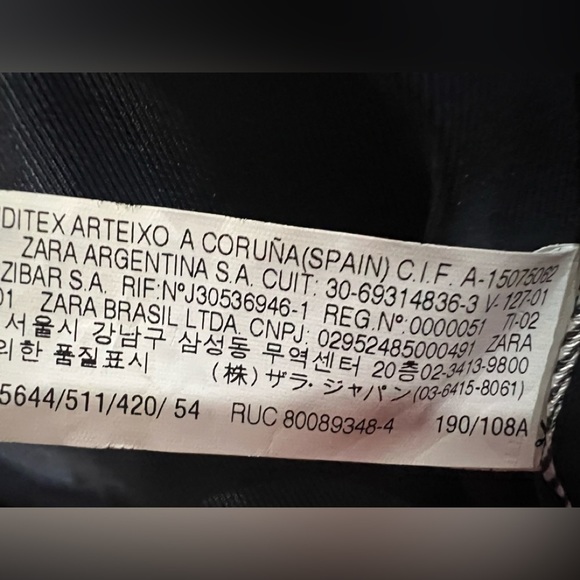 DITEX ARTEIXO A CORUÑA(SPAIN) C.I.F. A-15075062
ZARA ARGENTINA S.A. CUIT: 30-69314836-3 V-127-01
ZIBAR S.A. RIF:NºJ30536946-1 REG.Nº:0000051 TI-02
01 ZARA BRASIL LTDA. CNPJ: 02952485000491 ZARA
서울시 강남구 삼성동 무역센터 20층 02-3413-9800
의한 품질표시 (株) ザラ・ジャパン (03-6415-8061)
5644/511/420/ 54 RUC 80089348-4 190/108A